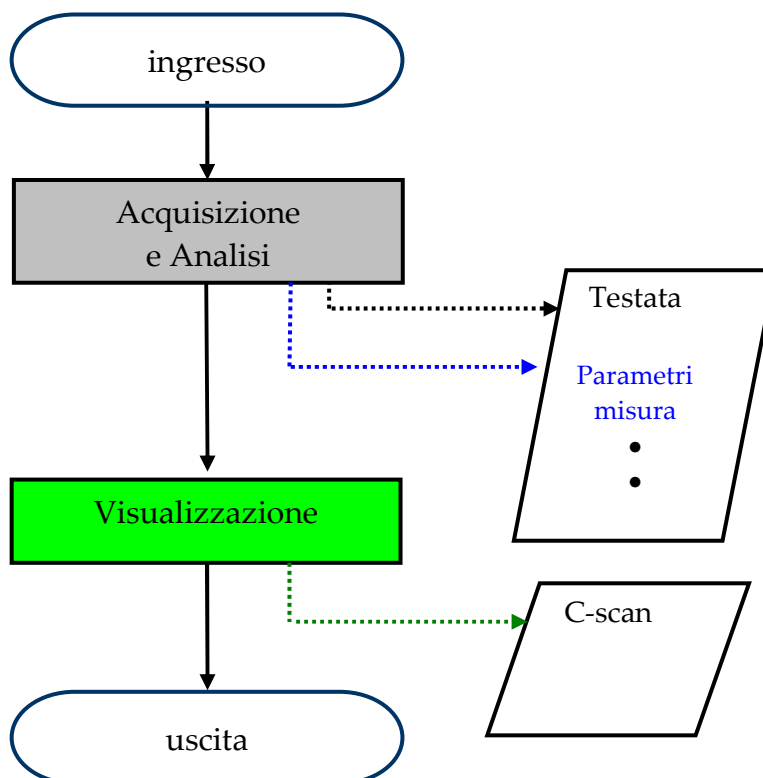 ingresso
Acquisizione
e Analisi
Testata
Parametri
misura
Visualizzazione
C-scan
uscita